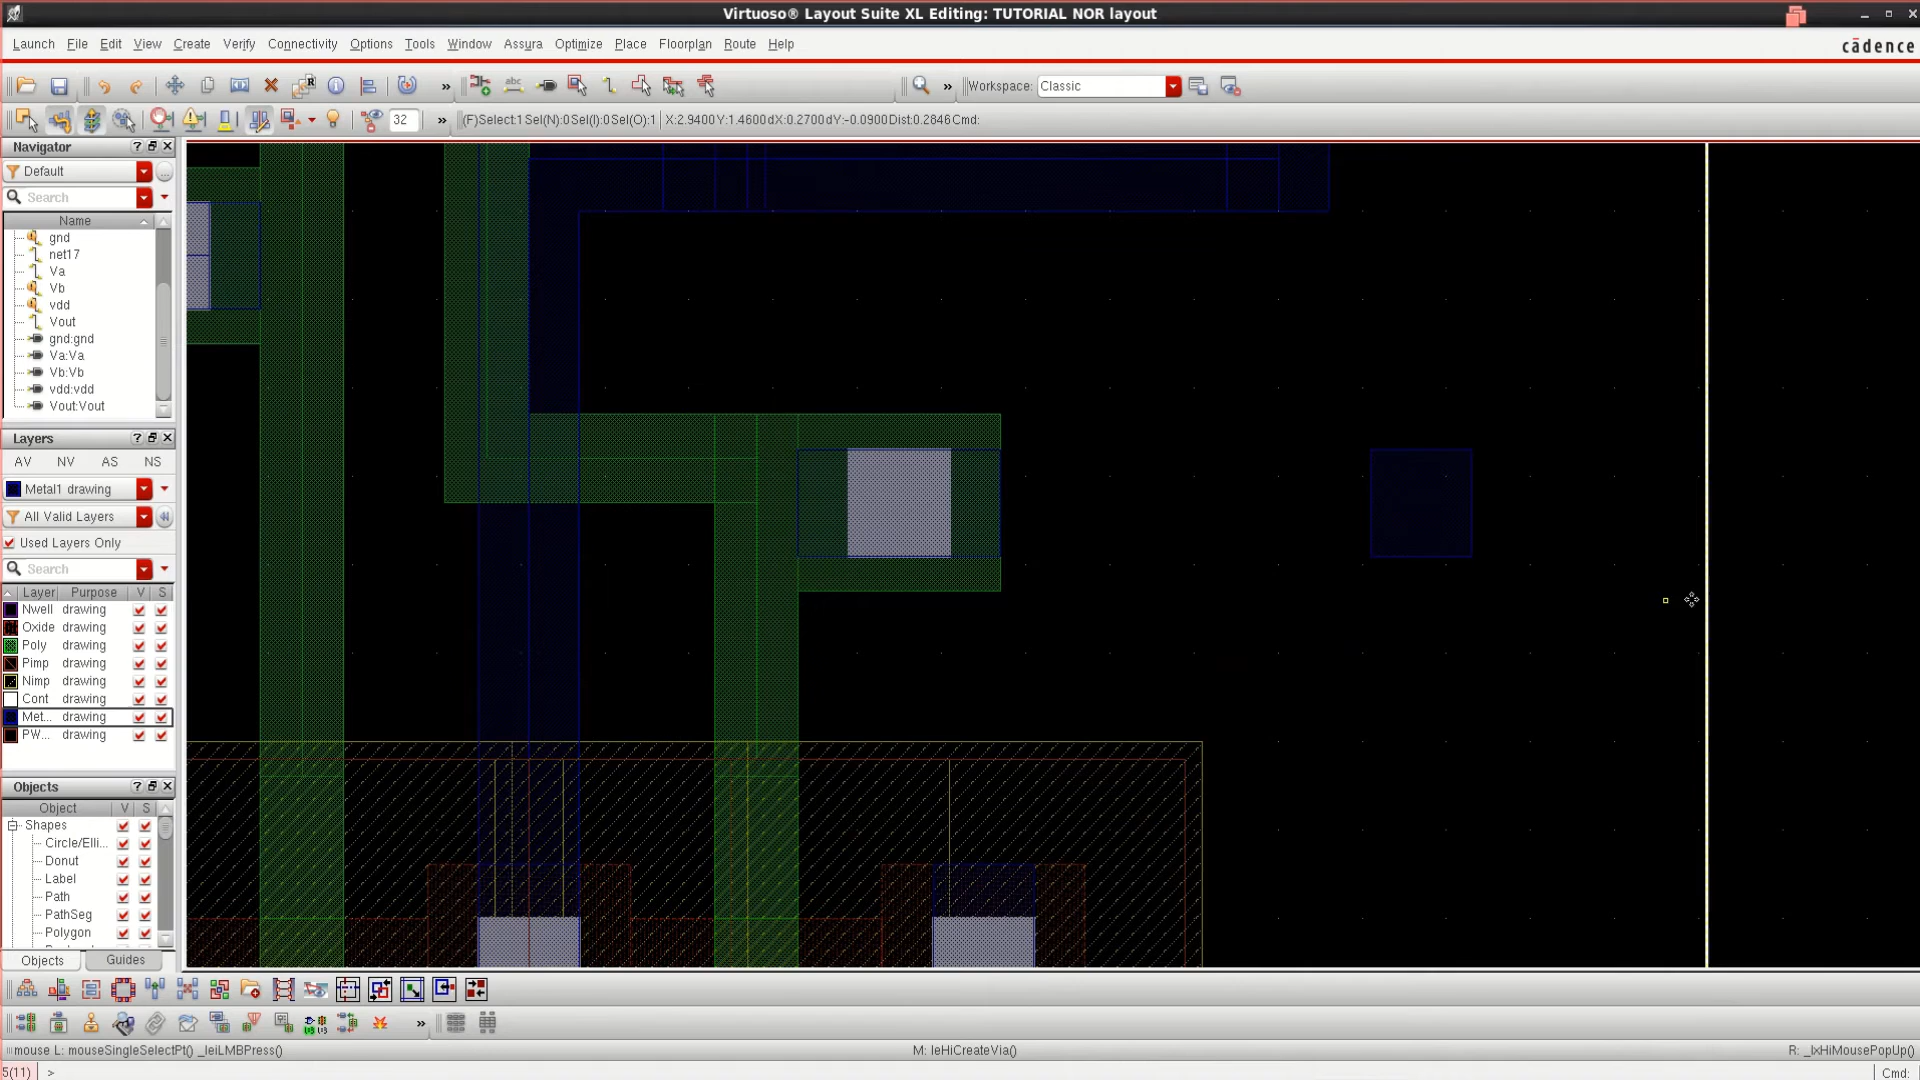 Virtuoso® Layout Suite XL Editing: TUTORIAL NOR layout
Launch File Edit View Create Verify Connectivity Options Tools Window Assura Optimize Place Floorplan Route Help
cādence
» abc » Workspace: Classic
32 » (F)Select:1 Sel(N):0 Sel(I):0 Sel(O):1 X:2.9400 Y:1.4600 dX:0.2700 dY:-0.0900 Dist:0.2846 Cmd:
Navigator ?
Default
Search
Name
gnd
net17
Va
Vb
vdd
Vout
gnd:gnd
Va:Va
Vb:Vb
vdd:vdd
Vout:Vout
Layers ?
AV NV AS NS
Metal1 drawing
All Valid Layers
Used Layers Only
Search
Layer Purpose V S
Nwell drawing
Oxide drawing
Poly drawing
Pimp drawing
Nimp drawing
Cont drawing
Met... drawing
PW... drawing
Objects ?
Object V S
Shapes
Circle/Elli...
Donut
Label
Path
PathSeg
Polygon
Objects Guides
»
mouse L: mouseSingleSelectPt() _leiLMBPress() M: leHiCreateVia() R: _lxHiMousePopUp()
5(11) > Cmd: